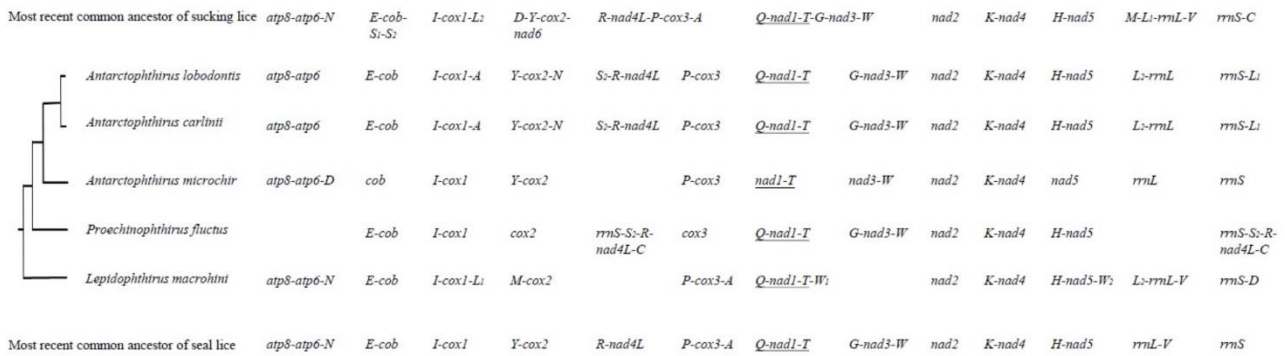 Most recent common ancestor of sucking lice atp8-atp6-N E-cob-S1-S2 I-cox1-L2 D-Y-cox2-nad6 R-nad4L-P-cox3-A Q-nad1-T-G-nad3-W nad2 K-nad4 H-nad5 M-L1-rrnL-V rrnS-C
Antarctophthirus lobodontis atp8-atp6 E-cob I-cox1-A Y-cox2-N S2-R-nad4L P-cox3 Q-nad1-T G-nad3-W nad2 K-nad4 H-nad5 L2-rrnL rrnS-L1
Antarctophthirus carlinii atp8-atp6 E-cob I-cox1-A Y-cox2-N S2-R-nad4L P-cox3 Q-nad1-T G-nad3-W nad2 K-nad4 H-nad5 L2-rrnL rrnS-L1
Antarctophthirus microchir atp8-atp6-D cob I-cox1 Y-cox2 P-cox3 nad1-T nad3-W nad2 K-nad4 nad5 rrnL rrnS
Proechinophthirus fluctus E-cob I-cox1 cox2 rrnS-S2-R-nad4L-C cox3 Q-nad1-T G-nad3-W nad2 K-nad4 H-nad5 rrnS-S2-R-nad4L-C
Lepidophthirus macrohini atp8-atp6-N E-cob I-cox1-L1 M-cox2 P-cox3-A Q-nad1-T-W1 nad2 K-nad4 H-nad5-W2 L2-rrnL-V rrnS-D
Most recent common ancestor of seal lice atp8-atp6-N E-cob I-cox1 Y-cox2 R-nad4L P-cox3-A Q-nad1-T G-nad3-W nad2 K-nad4 H-nad5 rrnL-V rrnS